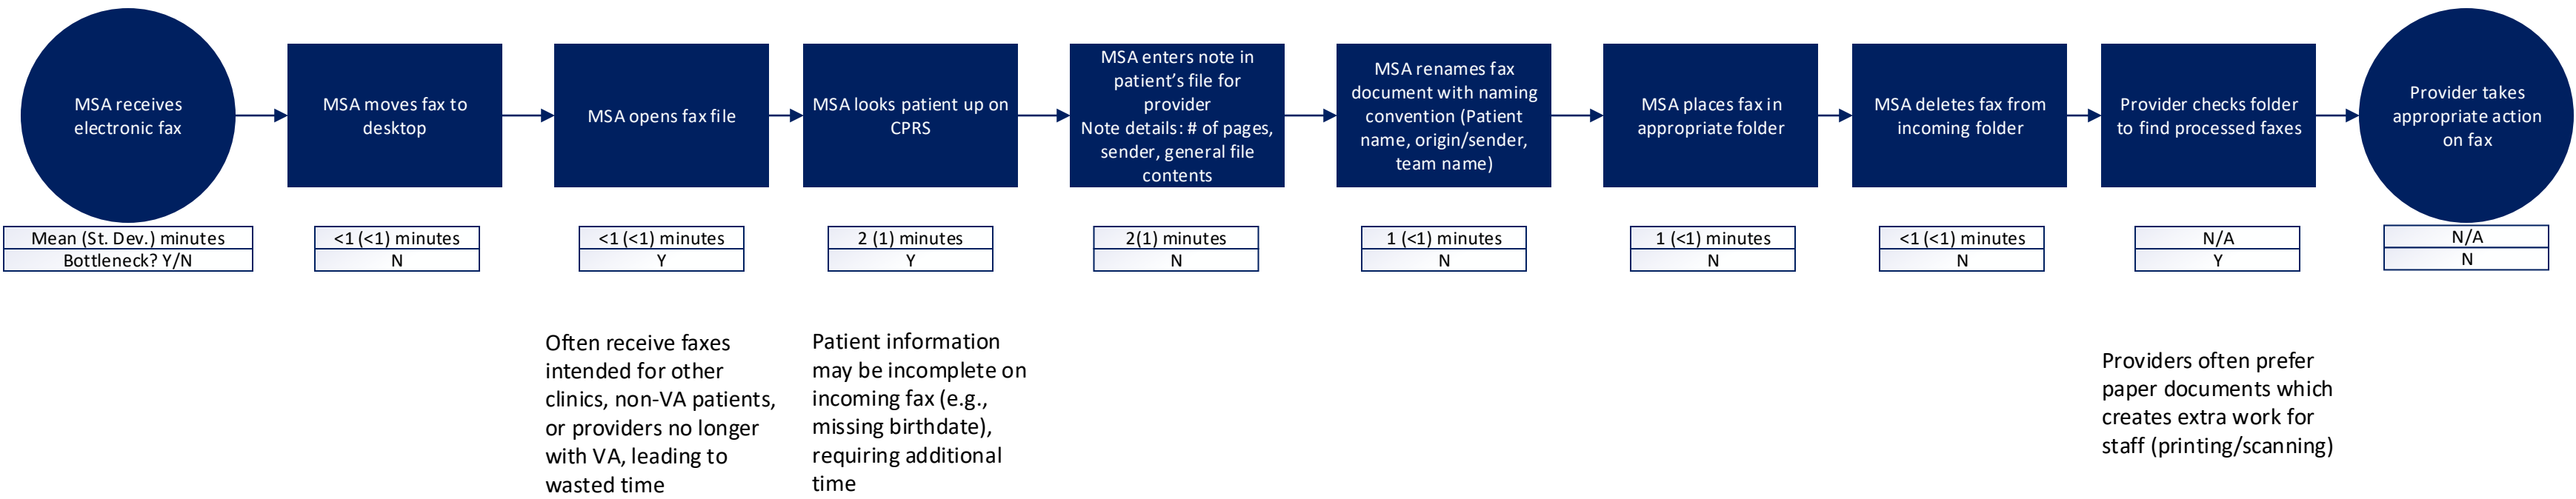 MSA receives
electronic fax
MSA moves fax to
desktop
MSA opens fax file
MSA looks patient up on
CPRS
MSA enters note in
patient’s file for
provider
Note details: # of pages,
sender, general file
contents
MSA renames fax
document with naming
convention (Patient
name, origin/sender,
team name)
MSA places fax in
appropriate folder
MSA deletes fax from
incoming folder
Provider checks folder
to find processed faxes
Provider takes
appropriate action
on fax
Mean (St. Dev.) minutes
Bottleneck? Y/N
<1 (<1) minutes
N
<1 (<1) minutes
Y
2 (1) minutes
Y
2(1) minutes
N
1 (<1) minutes
N
1 (<1) minutes
N
<1 (<1) minutes
N
N/A
Y
N/A
N
Often receive faxes
intended for other
clinics, non-VA patients,
or providers no longer
with VA, leading to
wasted time
Patient information
may be incomplete on
incoming fax (e.g.,
missing birthdate),
requiring additional
time
Providers often prefer
paper documents which
creates extra work for
staff (printing/scanning)